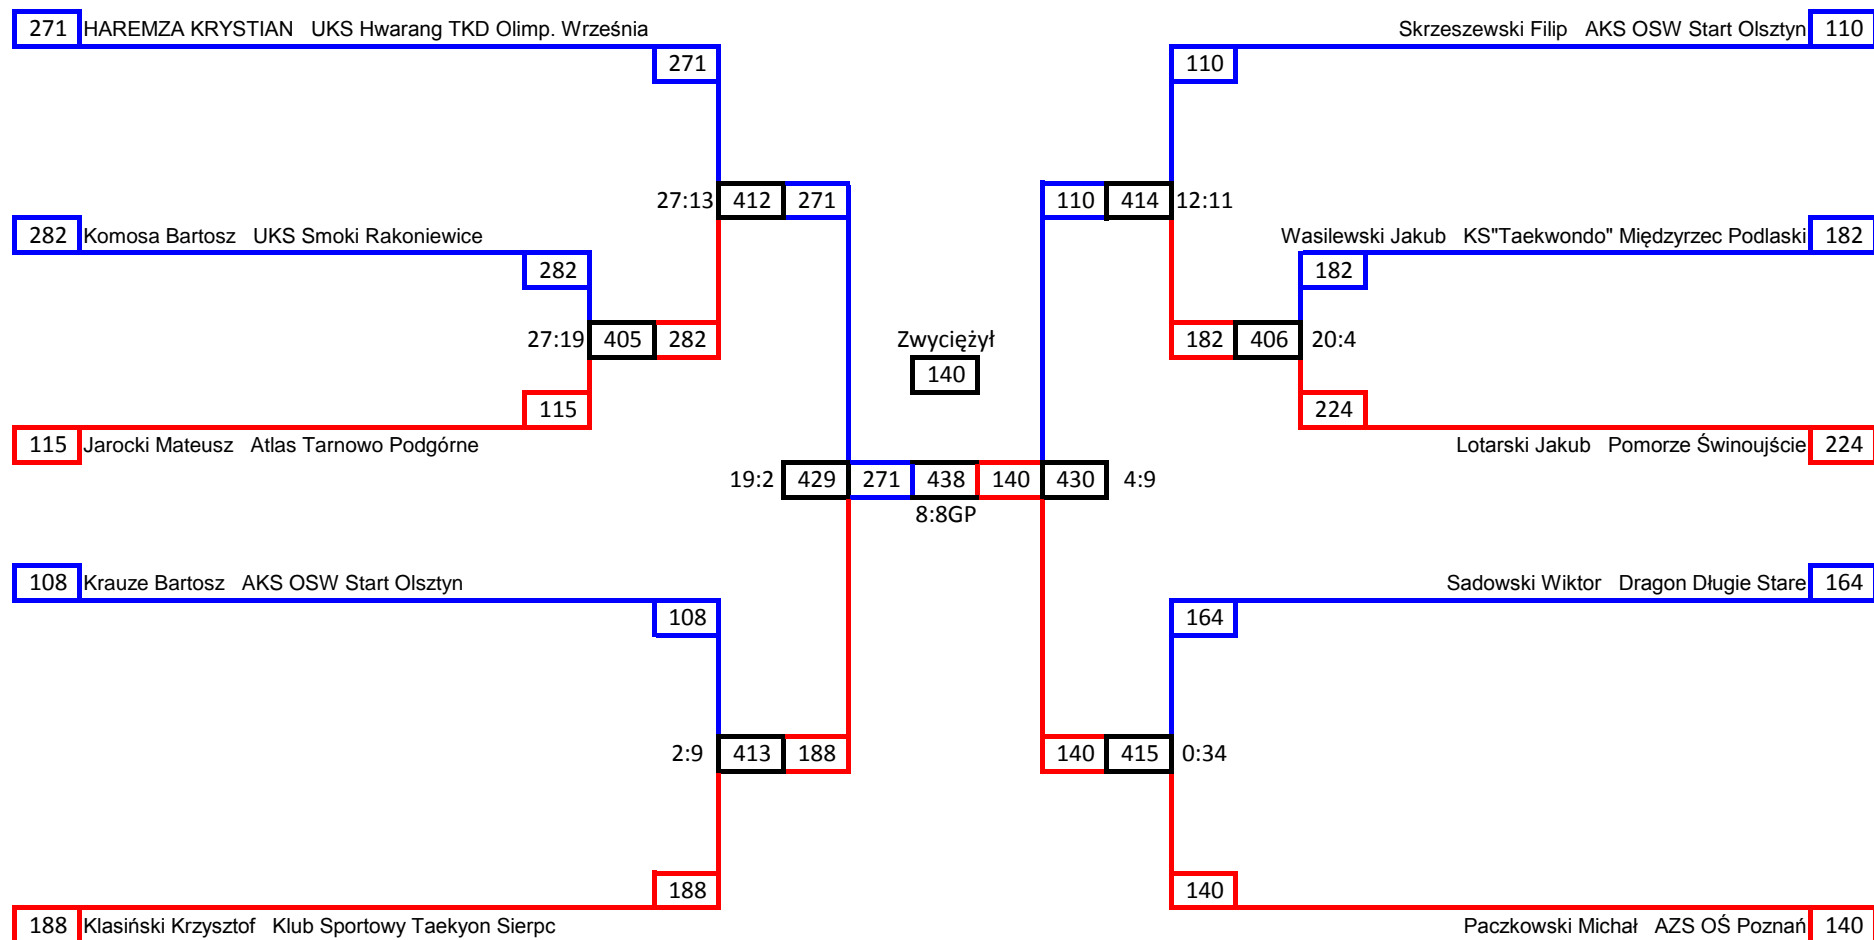 271 HAREMZA KRYSTIAN UKS Hwarang TKD Olimp. Września
Skrzeszewski Filip AKS OSW Start Olsztyn 110
271
110
27:13 412 271
110 414 12:11
282 Komosa Bartosz UKS Smoki Rakoniewice
Wasilewski Jakub KS"Taekwondo" Międzyrzec Podlaski 182
282
182
27:19 405 282
Zwyciężył
182 406 20:4
140
115
224
115 Jarocki Mateusz Atlas Tarnowo Podgórne
Lotarski Jakub Pomorze Świnoujście 224
19:2 429 271 438 140 430 4:9
8:8GP
108 Krauze Bartosz AKS OSW Start Olsztyn
Sadowski Wiktor Dragon Długie Stare 164
108
164
2:9 413 188
140 415 0:34
188
140
188 Klasiński Krzysztof Klub Sportowy Taekyon Sierpc
Paczkowski Michał AZS OŚ Poznań 140